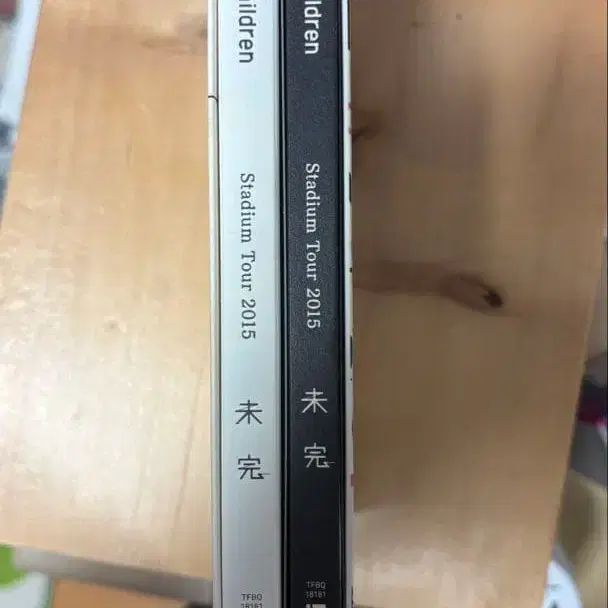 ildren
Stadium Tour 2015
未完
TFBQ
18181
ildren
Stadium Tour 2015
未完
TFBQ
18181